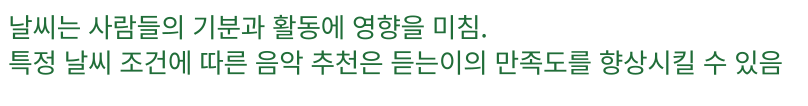 날씨는 사람들의 기분과 활동에 영향을 미침.
특정 날씨 조건에 따른 음악 추천은 듣는이의 만족도를 향상시킬 수 있음